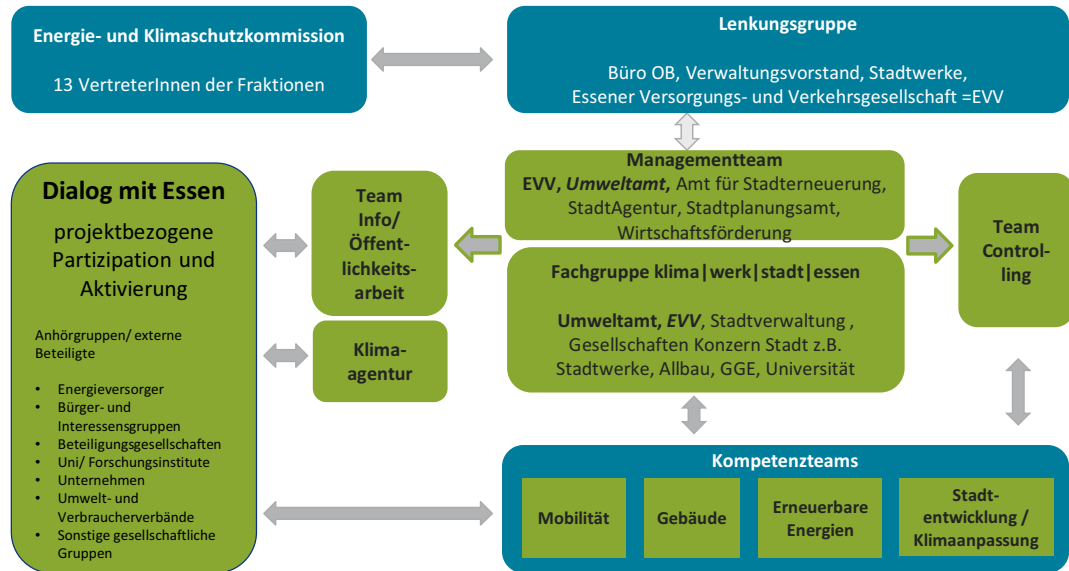 Energie- und Klimaschutzkommission
13 VertreterInnen der Fraktionen
Lenkungsgruppe
Büro OB, Verwaltungsvorstand, Stadtwerke,
Essener Versorgungs- und Verkehrsgesellschaft =EVV
Dialog mit Essen
projektbezogene
Partizipation und
Aktivierung
Anhörgruppen/ externe
Beteiligte
• Energieversorger
• Bürger- und
Interessensgruppen
• Beteiligungsgesellschaften
• Uni/ Forschungsinstitute
• Unternehmen
• Umwelt- und
Verbraucherverbände
• Sonstige gesellschaftliche
Gruppen
Team
Info/
Öffent-
lichkeits-
arbeit
Klima-
agentur
Managementteam
EVV, Umweltamt, Amt für Stadterneuerung,
StadtAgentur, Stadtplanungsamt,
Wirtschaftsförderung
Fachgruppe klima|werk|stadt|essen
Umweltamt, EVV, Stadtverwaltung ,
Gesellschaften Konzern Stadt z.B.
Stadtwerke, Allbau, GGE, Universität
Team
Control-
ling
Kompetenzteams
Mobilität
Gebäude
Erneuerbare
Energien
Stadt-
entwicklung /
Klimaanpassung